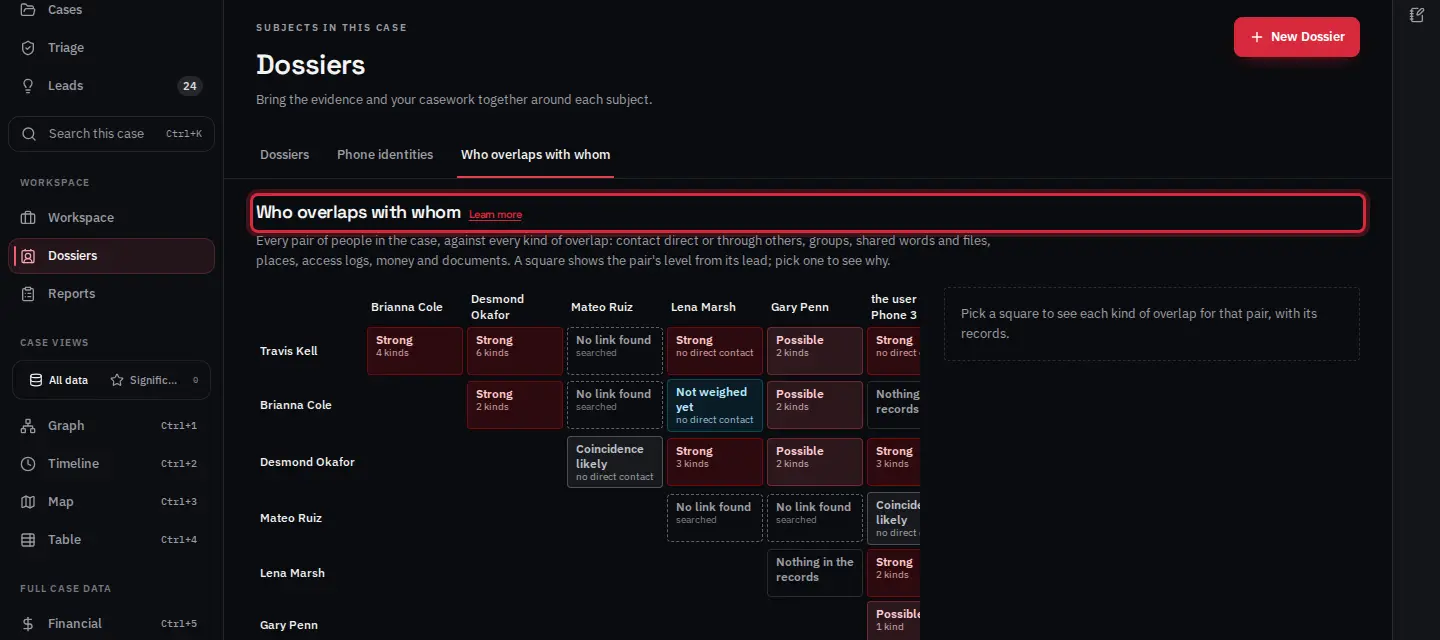 Cases
Triage
Leads 24
Search this case Ctrl+K
WORKSPACE
Workspace
Dossiers
Reports
CASE VIEWS
All data Signific... 0
Graph Ctrl+1
Timeline Ctrl+2
Map Ctrl+3
Table Ctrl+4
FULL CASE DATA
Financial Ctrl+5
SUBJECTS IN THIS CASE
Dossiers
Bring the evidence and your casework together around each subject.
+ New Dossier
Dossiers Phone identities Who overlaps with whom
Who overlaps with whom Learn more
Every pair of people in the case, against every kind of overlap: contact direct or through others, groups, shared words and files,
places, access logs, money and documents. A square shows the pair's level from its lead; pick one to see why.
Brianna Cole
Desmond
Okafor
Mateo Ruiz
Lena Marsh
Gary Penn
the user
Phone 3
Travis Kell
Strong
4 kinds
Strong
6 kinds
No link found
searched
Strong
no direct contact
Possible
2 kinds
Strong
no direct
Brianna Cole
Strong
2 kinds
No link found
searched
Not weighed
yet
no direct contact
Possible
2 kinds
Nothing
records
Desmond Okafor
Coincidence
likely
no direct contact
Strong
3 kinds
Possible
2 kinds
Strong
3 kinds
Mateo Ruiz
No link found
searched
No link found
searched
Coincide
likely
no direct
Lena Marsh
Nothing in the
records
Strong
2 kinds
Gary Penn
Possible
1 kind
Pick a square to see each kind of overlap for that pair, with its
records.